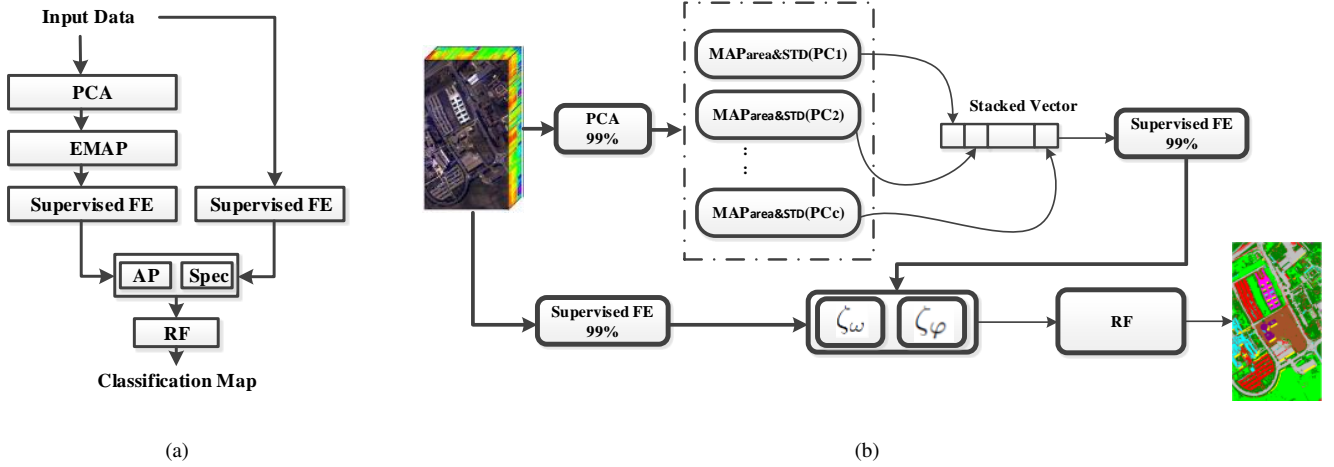 Input Data
PCA
EMAP
Supervised FE
Supervised FE
AP
Spec
RF
Classification Map
(a)
PCA
99%
MAParea&STD(PC1)
MAParea&STD(PC2)
⋮
MAParea&STD(PCc)
Stacked Vector
Supervised FE
99%
Supervised FE
99%
ζω
ζφ
RF
(b)